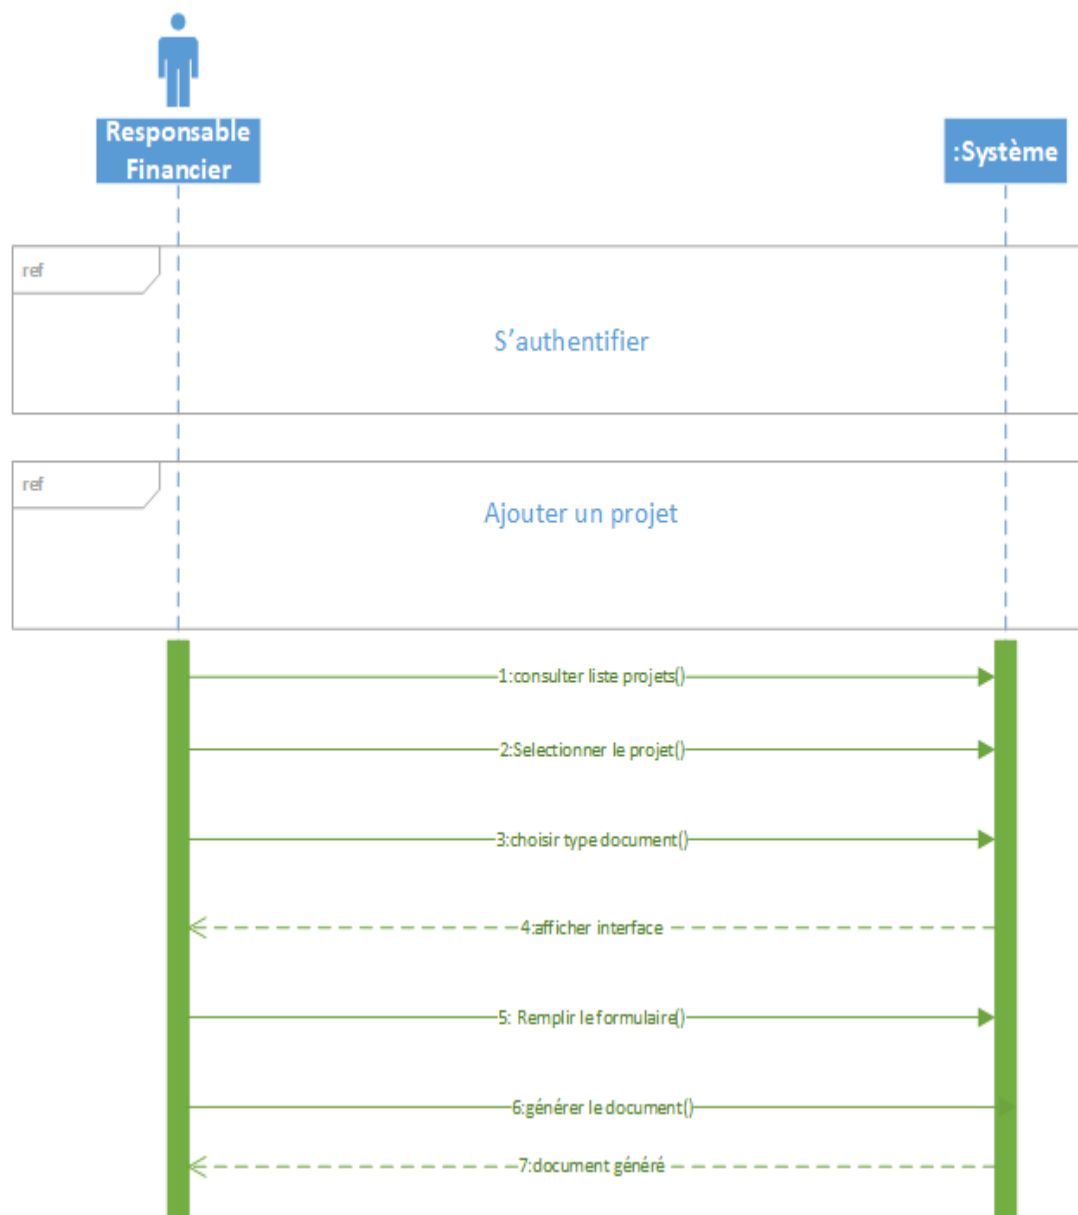 Responsable
Financier
:Système
ref
S'authentifier
ref
Ajouter un projet
1:consulter liste projets()
2:Selectionner le projet()
3:choisir type document()
4:afficher interface
5: Remplir le formulaire()
6:générer le document()
7:document généré